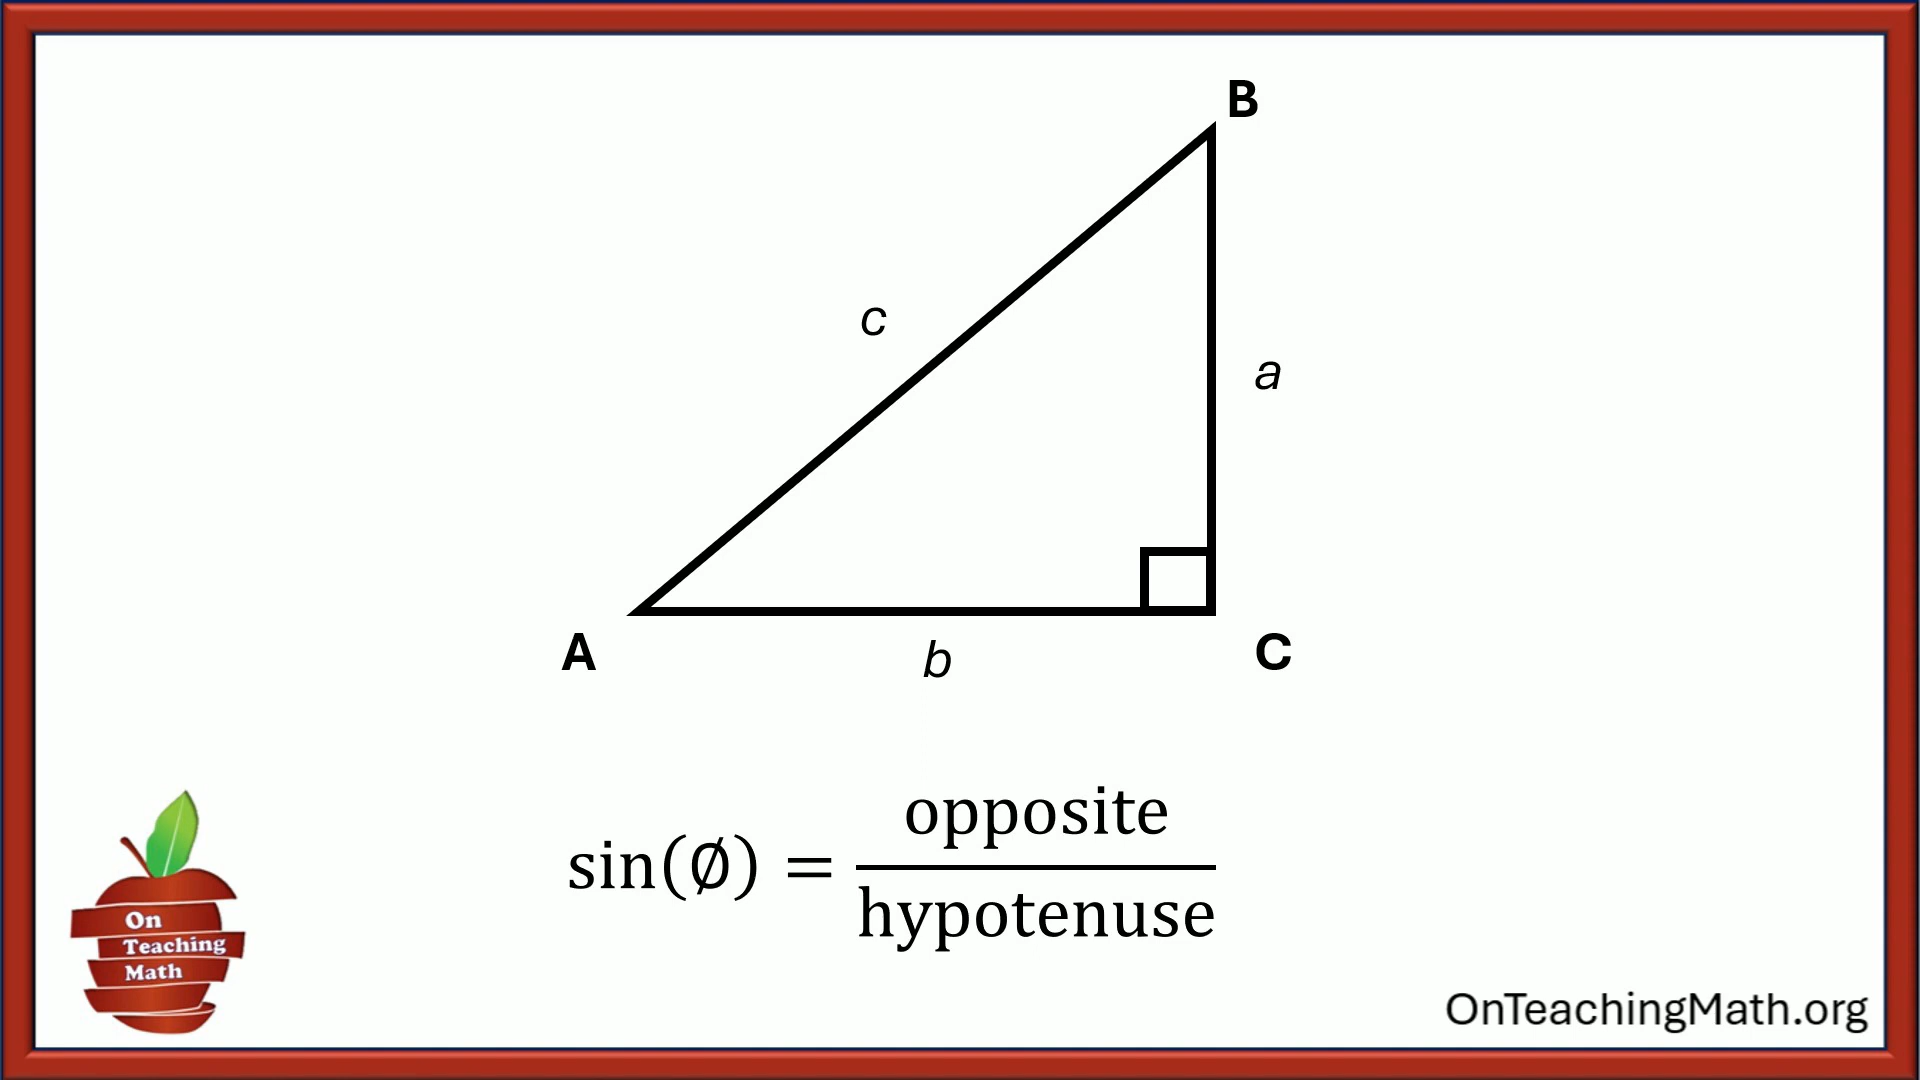 B
c
a
A
b
C
sin(∅) = opposite / hypotenuse
On
Teaching
Math
OnTeachingMath.org